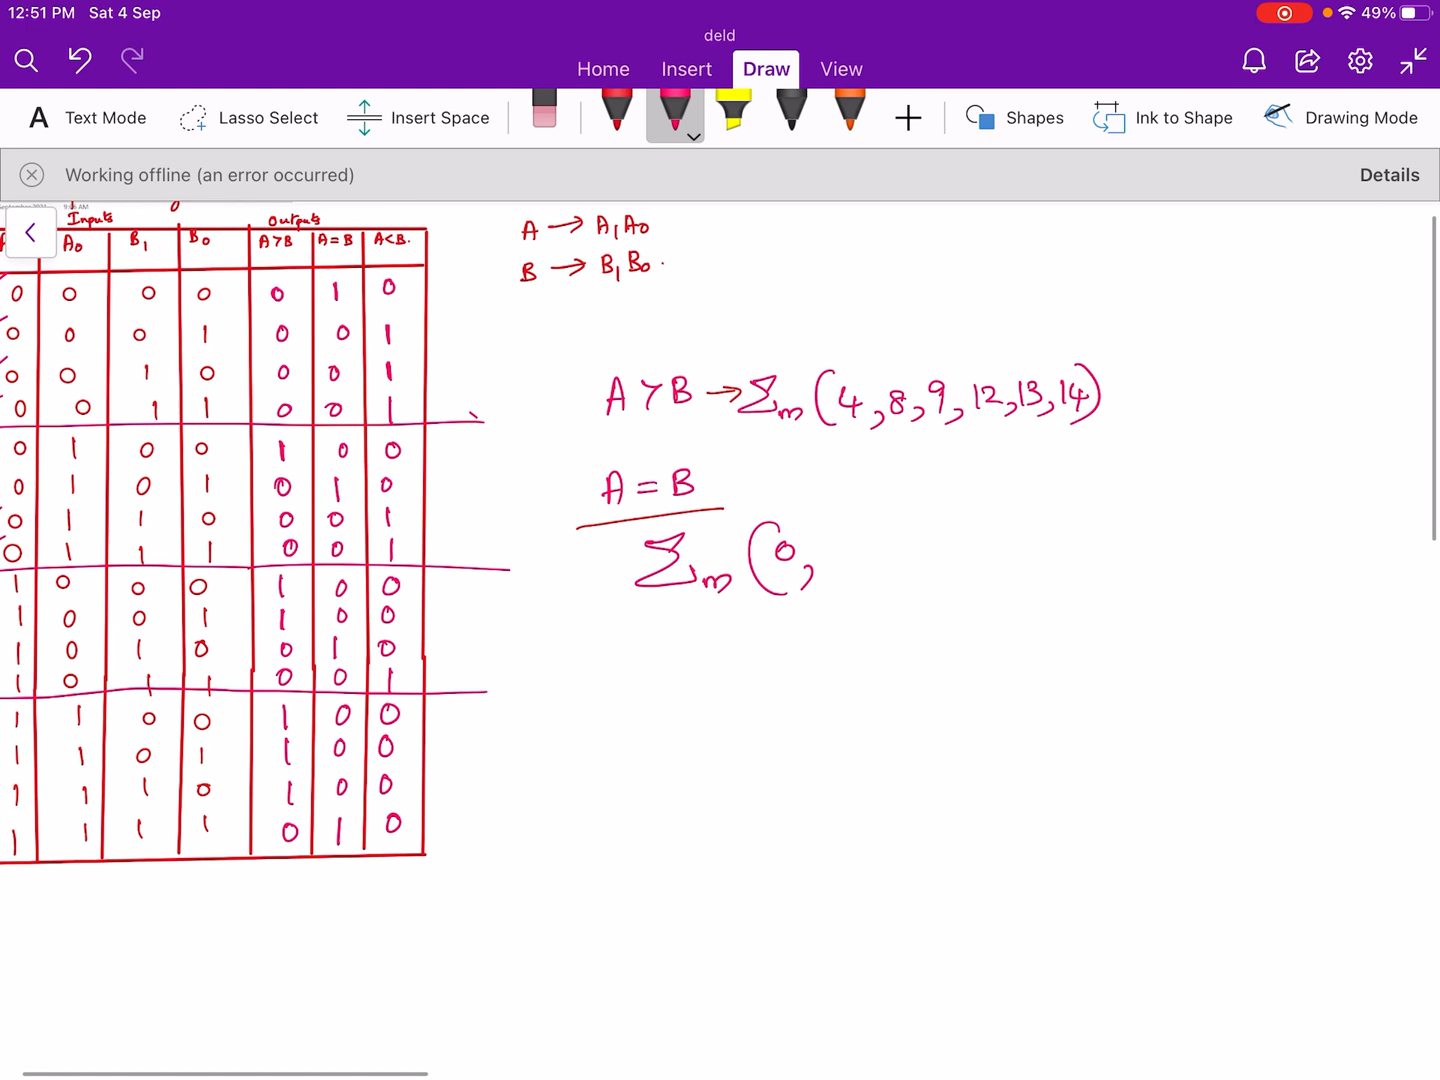 12:51 PM Sat 4 Sep
49%
deld
Home Insert Draw View
A Text Mode Lasso Select Insert Space Shapes Ink to Shape Drawing Mode
Working offline (an error occurred) Details
9:46 AM
Inputs Outputs
A0 B1 B0 A>B A=B A<B.
0 0 0 0 0 1 0
0 0 0 1 0 0 1
0 0 1 0 0 0 1
0 0 1 1 0 0 1
0 1 0 0 1 0 0
0 1 0 1 0 1 0
0 1 1 0 0 0 1
0 1 1 1 0 0 1
1 0 0 0 1 0 0
1 0 0 1 1 0 0
1 0 1 0 0 1 0
1 0 1 1 0 0 1
1 1 0 0 1 0 0
1 1 0 1 1 0 0
1 1 1 0 1 0 0
1 1 1 1 0 1 0
A → A1 A0
B → B1 B0.
A > B → Σm (4,8,9,12,13,14)
A = B
Σm (0,